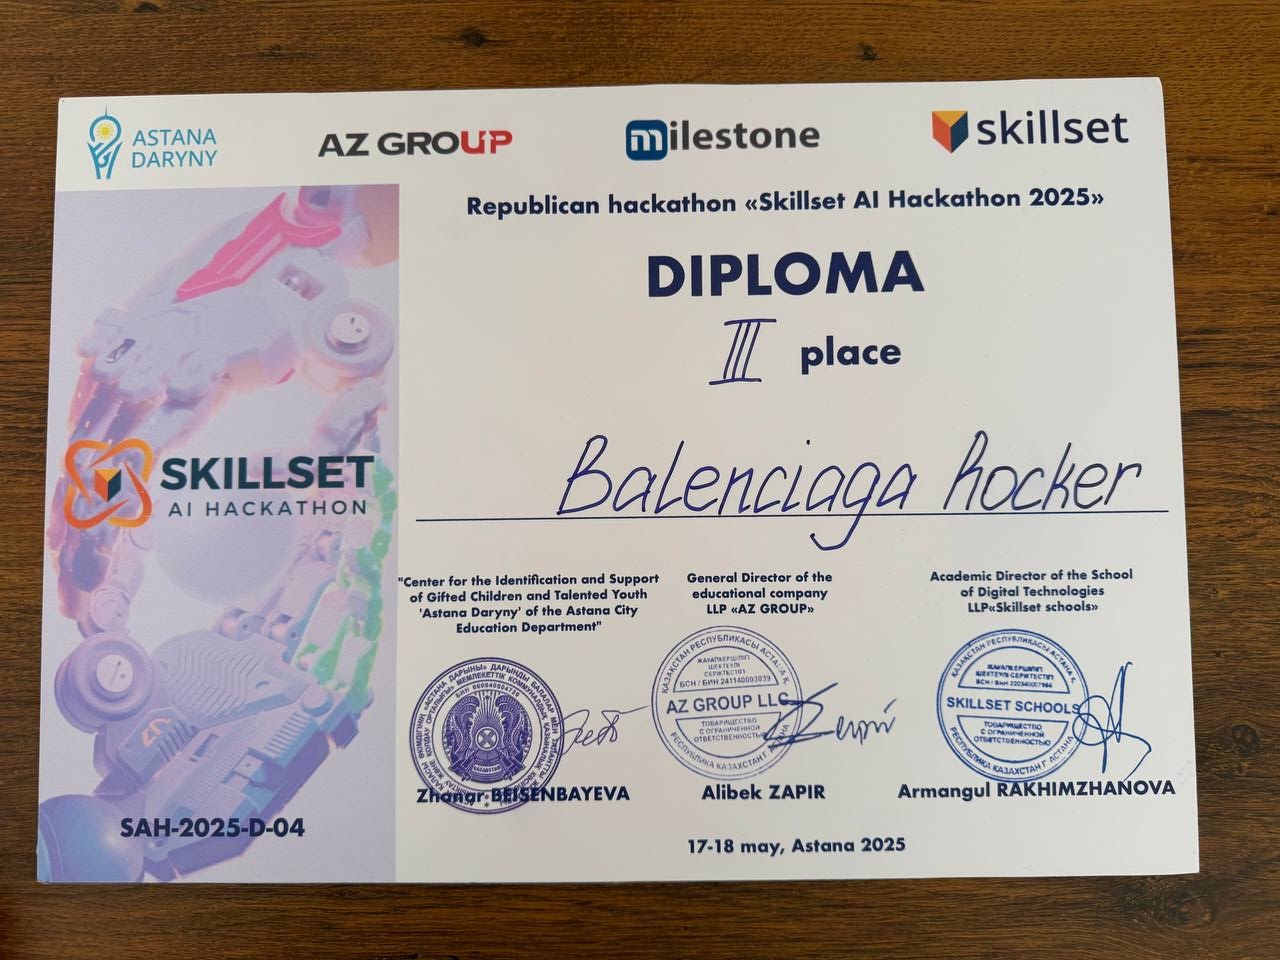 ASTANA
DARYNY
AZ GROUP
milestone
skillset
Republican hackathon «Skillset AI Hackathon 2025»
DIPLOMA
III place
Balenciaga Rocker
SKILLSET
AI HACKATHON
"Center for the Identification and Support
of Gifted Children and Talented Youth
'Astana Daryny' of the Astana City
Education Department"
General Director of the
educational company
LLP «AZ GROUP»
Academic Director of the School
of Digital Technologies
LLP«Skillset schools»
ҚАЗАҚСТАН РЕСПУБЛИКАСЫ АСТАНА Қ.
ЖАУАПКЕРШІЛІГІ
ШЕКТЕУЛІ
СЕРІКТЕСТІГІ
БСН / БИН 241140003039
AZ GROUP LLC
ТОВАРИЩЕСТВО
С ОГРАНИЧЕННОЙ
ОТВЕТСТВЕННОСТЬЮ
РЕСПУБЛИКА КАЗАХСТАН Г. АСТАНА
ҚАЗАҚСТАН РЕСПУБЛИКАСЫ, АСТАНА Қ.
ЖАУАПКЕРШІЛІГІ
ШЕКТЕУЛІ СЕРІКТЕСТІГІ
SKILLSET SCHOOLS
ТОВАРИЩЕСТВО
С ОГРАНИЧЕННОЙ
ОТВЕТСТВЕННОСТЬЮ
РЕСПУБЛИКА КАЗАХСТАН Г. АСТАНА
Zhanar BEISENBAYEVA
Alibek ZAPIR
Armangul RAKHIMZHANOVA
SAH-2025-D-04
17-18 may, Astana 2025